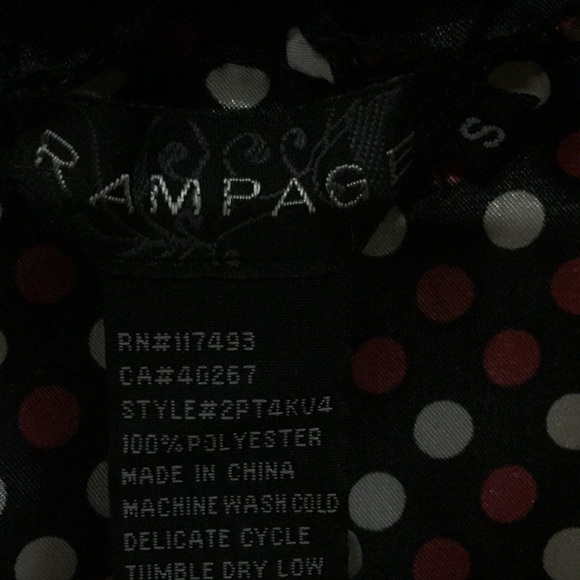 RAMPAGE
S
RN#117493
CA#40267
STYLE#2PT4KU4
100% POLYESTER
MADE IN CHINA
MACHINE WASH COLD
DELICATE CYCLE
TUMBLE DRY LOW